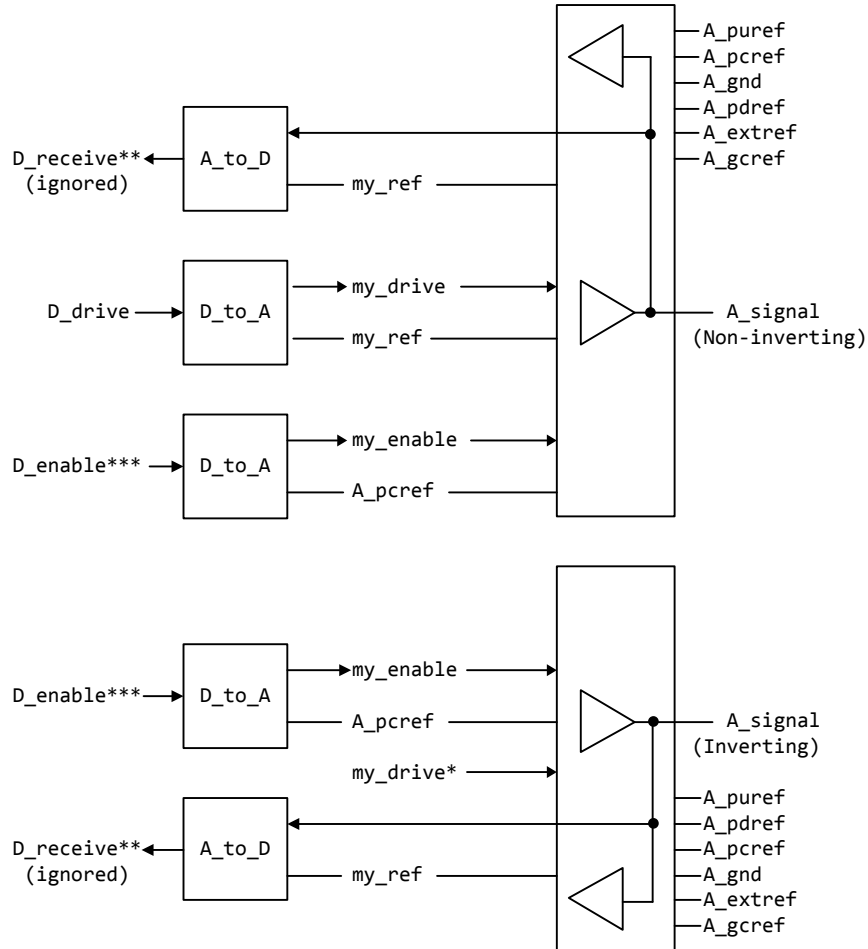 A_puref
A_pcref
A_gnd
A_pdref
A_extref
A_gcref
D_receive**
(ignored)
A_to_D
my_ref
D_drive
D_to_A
my_drive
my_ref
A_signal
(Non-inverting)
D_enable***
D_to_A
my_enable
A_pcref
D_enable***
D_to_A
my_enable
A_pcref
A_signal
(Inverting)
my_drive*
A_puref
A_pdref
A_pcref
A_gnd
A_extref
A_gcref
D_receive**
(ignored)
A_to_D
my_ref